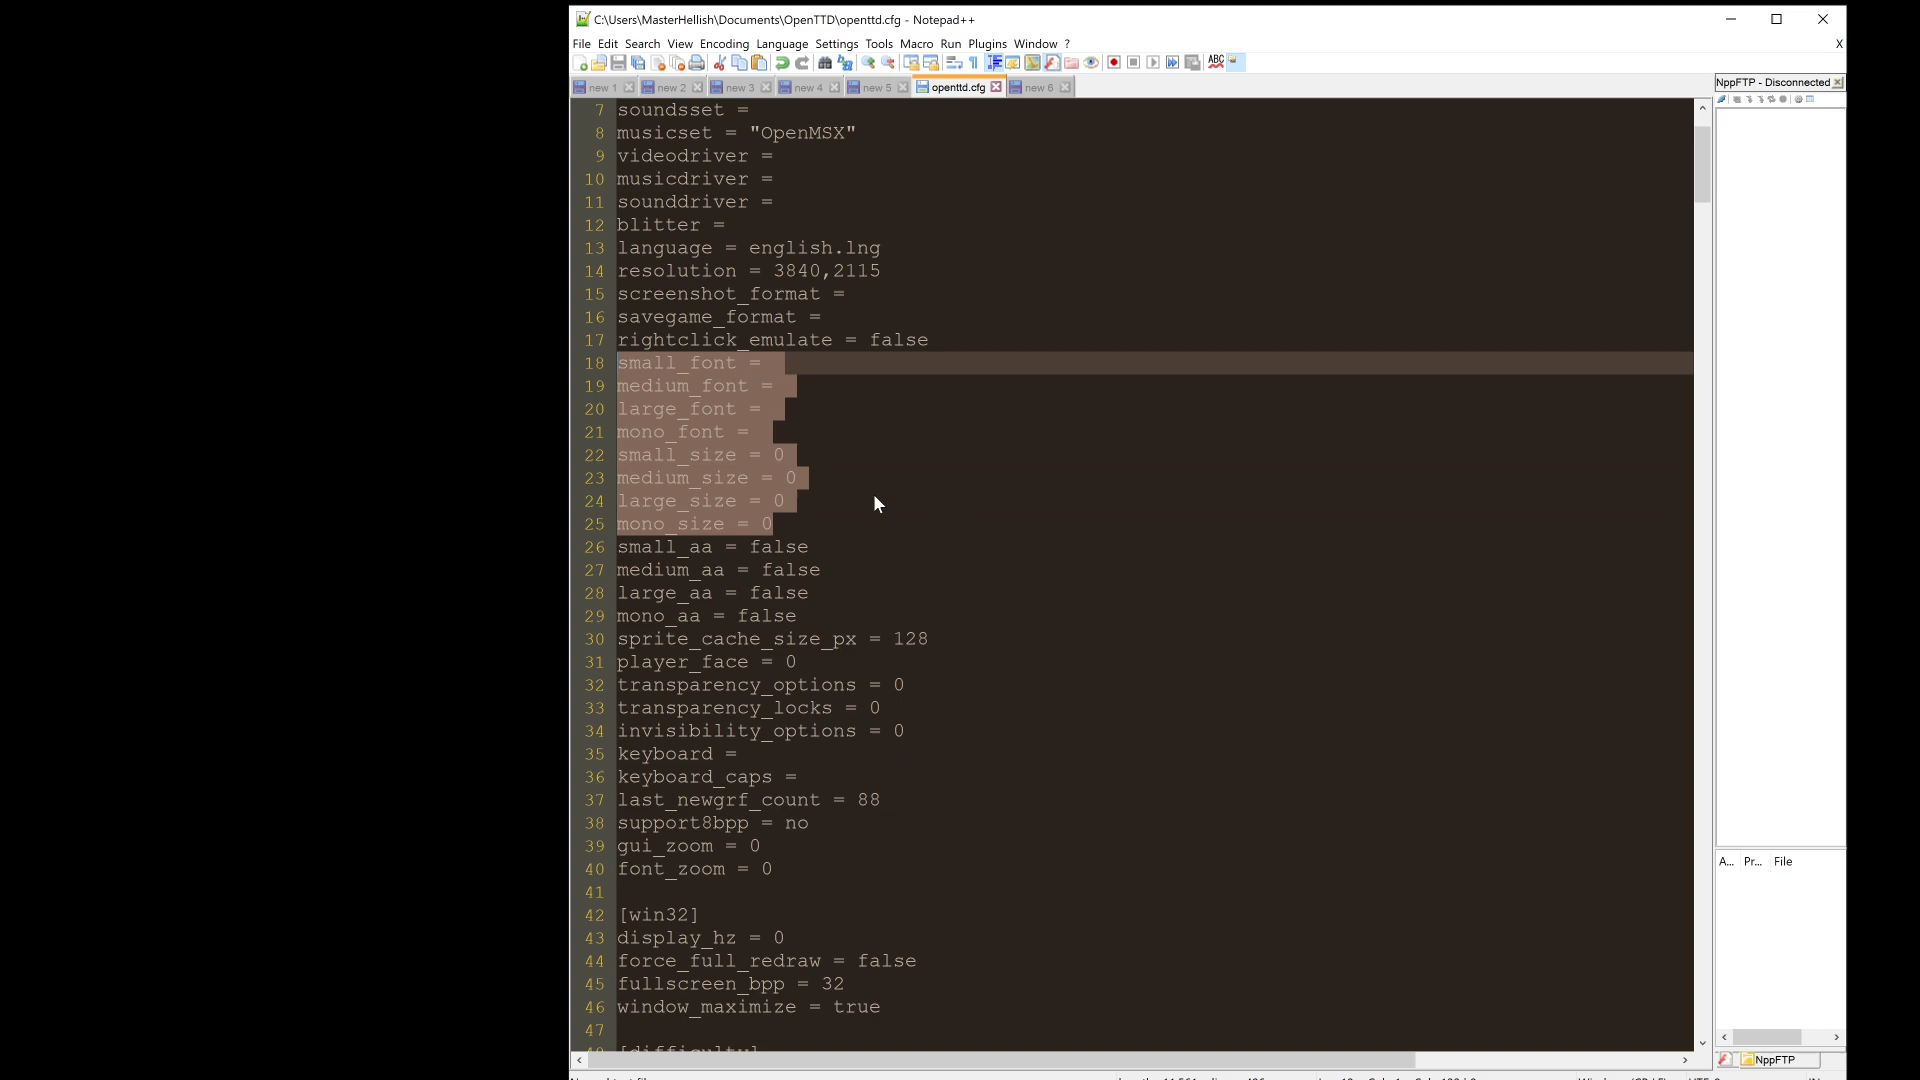 C:\Users\MasterHellish\Documents\OpenTTD\openttd.cfg - Notepad++
File Edit Search View Encoding Language Settings Tools Macro Run Plugins Window ? X
ABC
new 1 new 2 new 3 new 4 new 5 openttd.cfg new 6
NppFTP - Disconnected
7 soundsset =
8 musicset = "OpenMSX"
9 videodriver =
10 musicdriver =
11 sounddriver =
12 blitter =
13 language = english.lng
14 resolution = 3840,2115
15 screenshot_format =
16 savegame_format =
17 rightclick_emulate = false
18 small_font =
19 medium_font =
20 large_font =
21 mono_font =
22 small_size = 0
23 medium_size = 0
24 large_size = 0
25 mono_size = 0
26 small_aa = false
27 medium_aa = false
28 large_aa = false
29 mono_aa = false
30 sprite_cache_size_px = 128
31 player_face = 0
32 transparency_options = 0
33 transparency_locks = 0
34 invisibility_options = 0
35 keyboard =
36 keyboard_caps =
37 last_newgrf_count = 88
38 support8bpp = no
39 gui_zoom = 0
40 font_zoom = 0
41
42 [win32]
43 display_hz = 0
44 force_full_redraw = false
45 fullscreen_bpp = 32
46 window_maximize = true
47
A... Pr... File
NppFTP